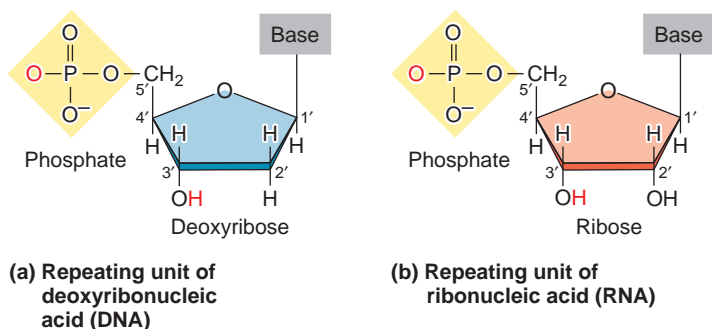 O
O P O CH2
O−
5′
Base
O
4′
1′
H H H H
3′ 2′
OH H
Phosphate
Deoxyribose
(a) Repeating unit of
deoxyribonucleic
acid (DNA)
O
O P O CH2
O−
5′
Base
O
4′
1′
H H H H
3′ 2′
OH OH
Phosphate
Ribose
(b) Repeating unit of
ribonucleic acid (RNA)